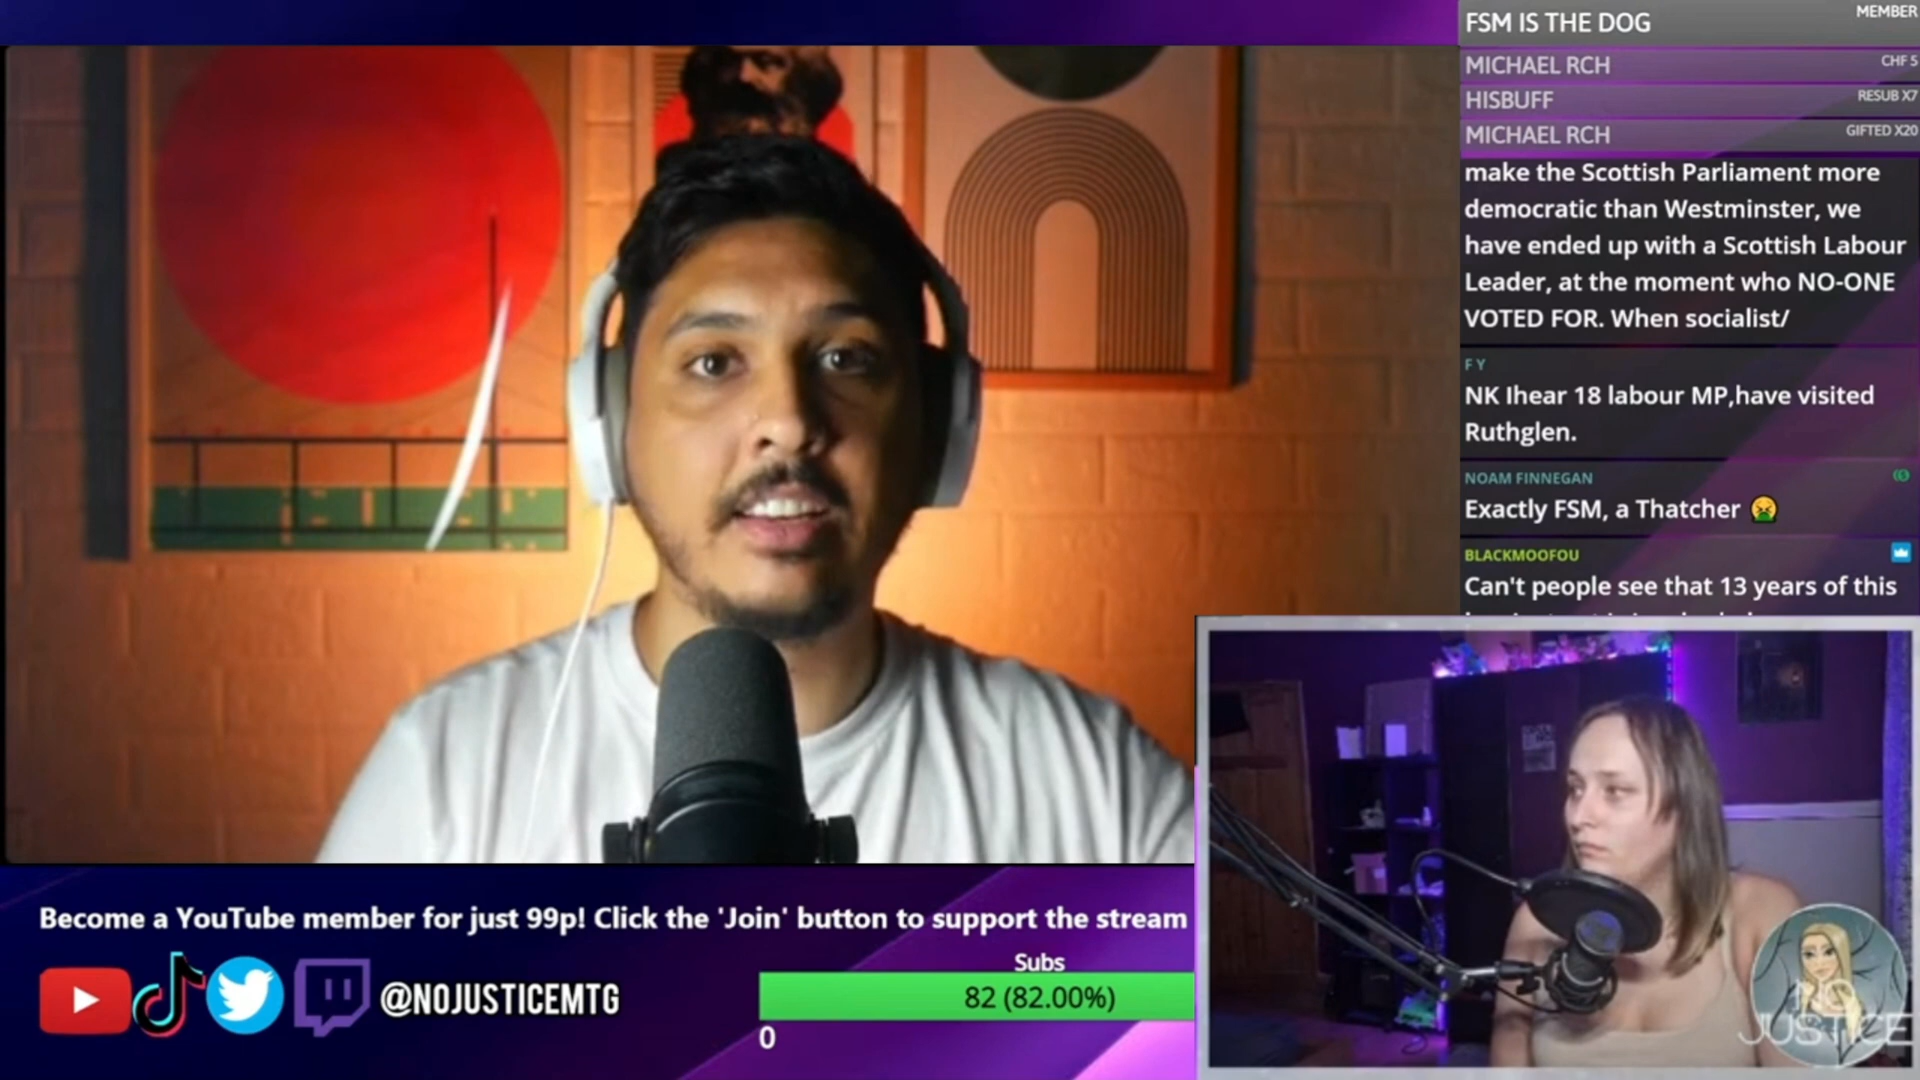 FSM IS THE DOG
MEMBER
MICHAEL RCH
CHF 5
HISBUFF
RESUB X7
MICHAEL RCH
GIFTED X20
make the Scottish Parliament more
democratic than Westminster, we
have ended up with a Scottish Labour
Leader, at the moment who NO-ONE
VOTED FOR. When socialist/
F Y
NK Ihear 18 labour MP,have visited
Ruthglen.
NOAM FINNEGAN
Exactly FSM, a Thatcher 🤮
BLACKMOOFOU
Can't people see that 13 years of this
Become a YouTube member for just 99p! Click the 'Join' button to support the stream
@NOJUSTICEMTG
Subs
82 (82.00%)
0
NO
JUSTICE